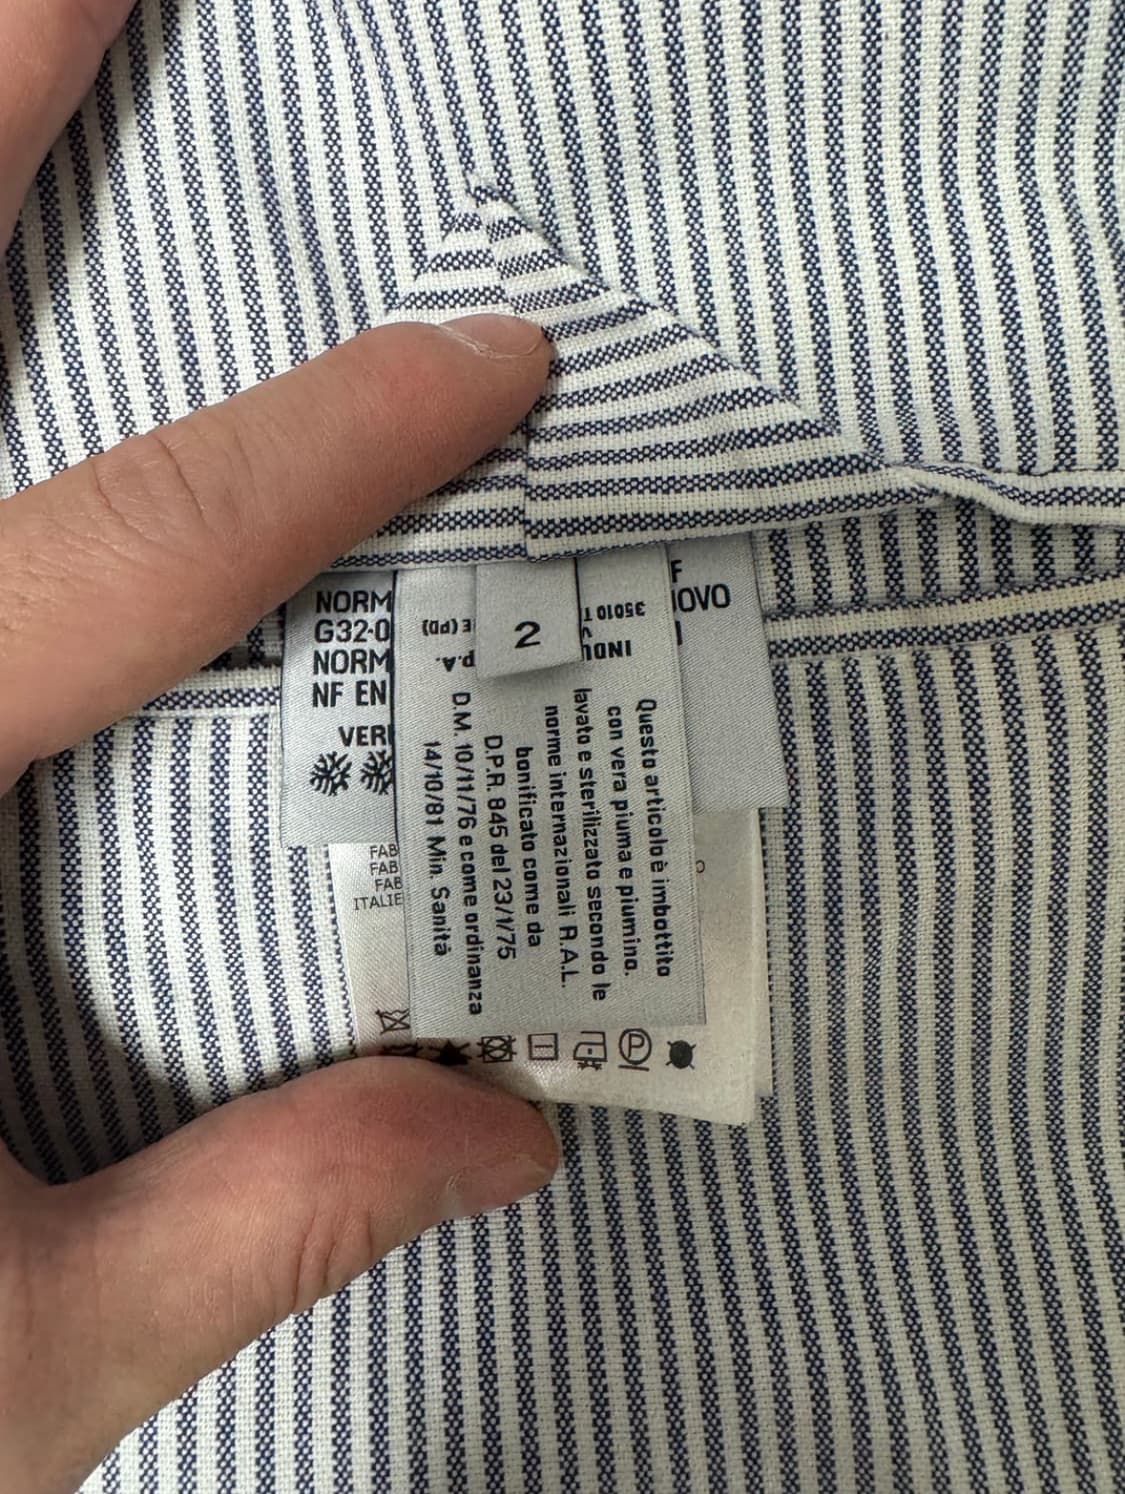 NORM
G32-0
NORM
NF EN
VERI
2
F
OVO
E (PD)
p.A.
35010 T
INDU
Questo articolo è imbottito
con vera piuma e piumino.
lavato e sterilizzato secondo le
norme internazionali R.A.L.
bonificato come da
D.P.R. 845 del 23/1/75
D.M. 10/11/76 e come ordinanza
14/10/81 Min. Sanità
FAB
FAB
FAB
ITALIE
P